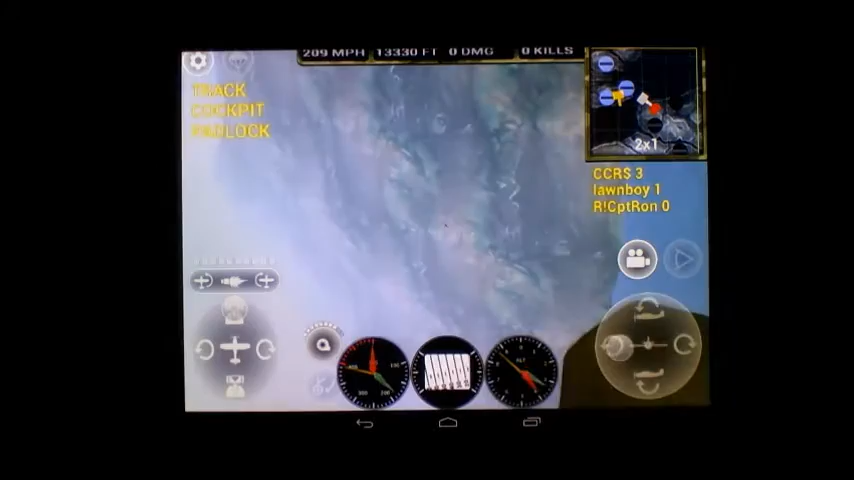 209 MPH 13330 FT 0 DMG 0 KILLS
TRACK
COCKPIT
PADLOCK
2x1
CCRS 3
lawnboy 1
R!CptRon 0